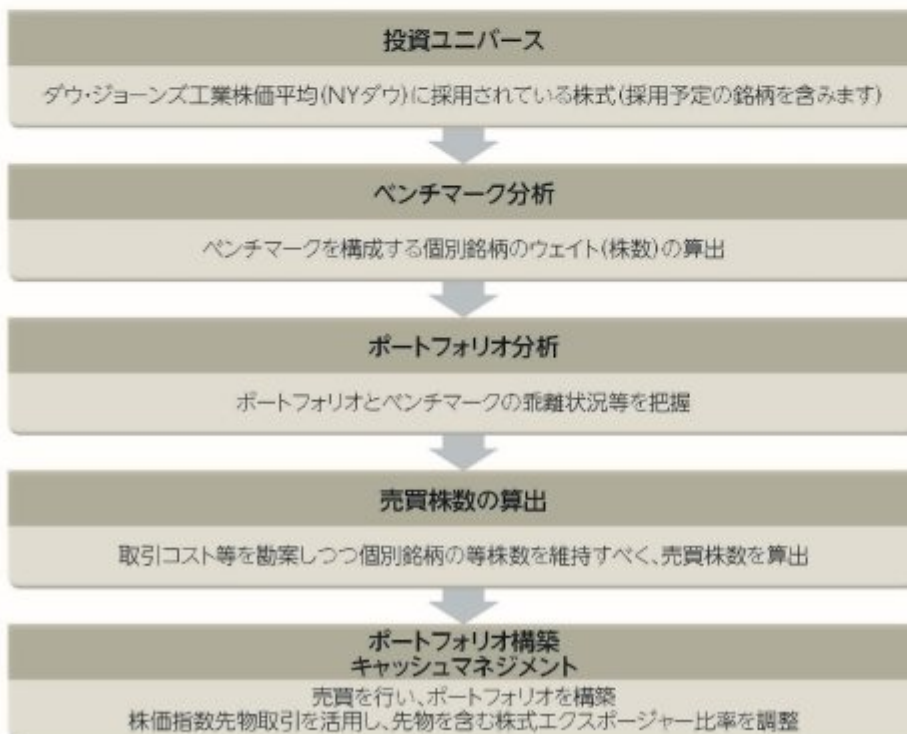 投資ユニバース
ダウ・ジョーンズ工業株価平均(NYダウ)に採用されている株式(採用予定の銘柄を含みます)
ベンチマーク分析
ベンチマークを構成する個別銘柄のウェイト(株数)の算出
ポートフォリオ分析
ポートフォリオとベンチマークの乖離状況等を把握
売買株数の算出
取引コスト等を勘案しつつ個別銘柄の等株数を維持すべく、売買株数を算出
ポートフォリオ構築
キャッシュマネジメント
売買を行い、ポートフォリオを構築
株価指数先物取引を活用し、先物を含む株式エクスポージャー比率を調整